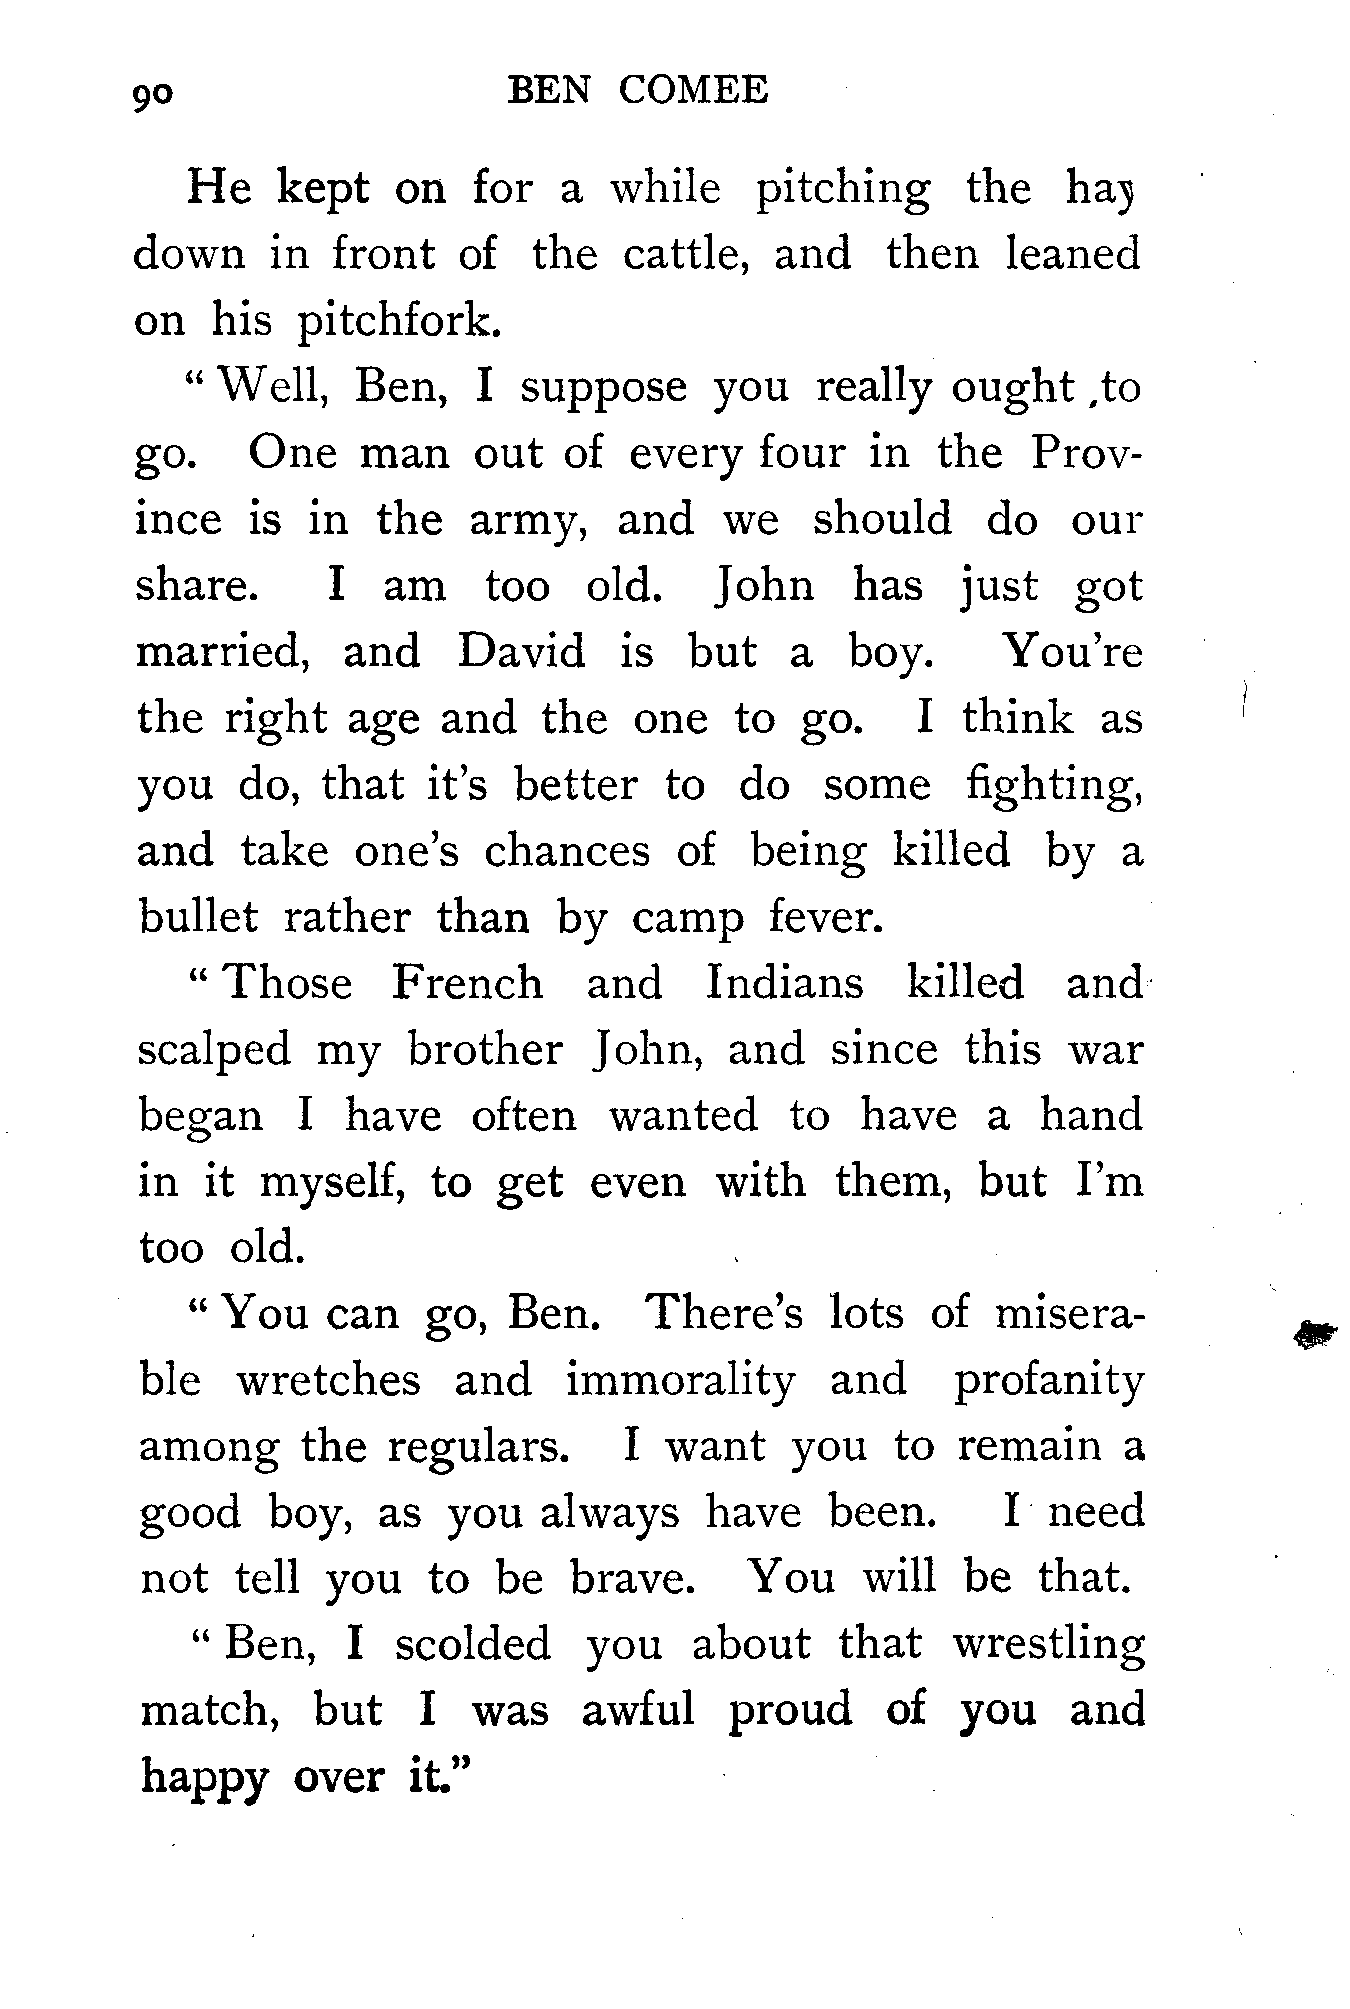 90 BEN COMEE
He kept on for a while pitching the hay
down in front of the cattle, and then leaned
on his pitchfork.
" Well, Ben, I suppose you really ought to
go. One man out of every four in the Prov-
ince is in the army, and we should do our
share. I am too old. John has just got
married, and David is but a boy. You're
the right age and the one to go. I think as
you do, that it's better to do some fighting,
and take one's chances of being killed by a
bullet rather than by camp fever.
" Those French and Indians killed and
scalped my brother John, and since this war
began I have often wanted to have a hand
in it myself, to get even with them, but I'm
too old.
" You can go, Ben. There's lots of misera-
ble wretches and immorality and profanity
among the regulars. I want you to remain a
good boy, as you always have been. I need
not tell you to be brave. You will be that.
" Ben, I scolded you about that wrestling
match, but I was awful proud of you and
happy over it."